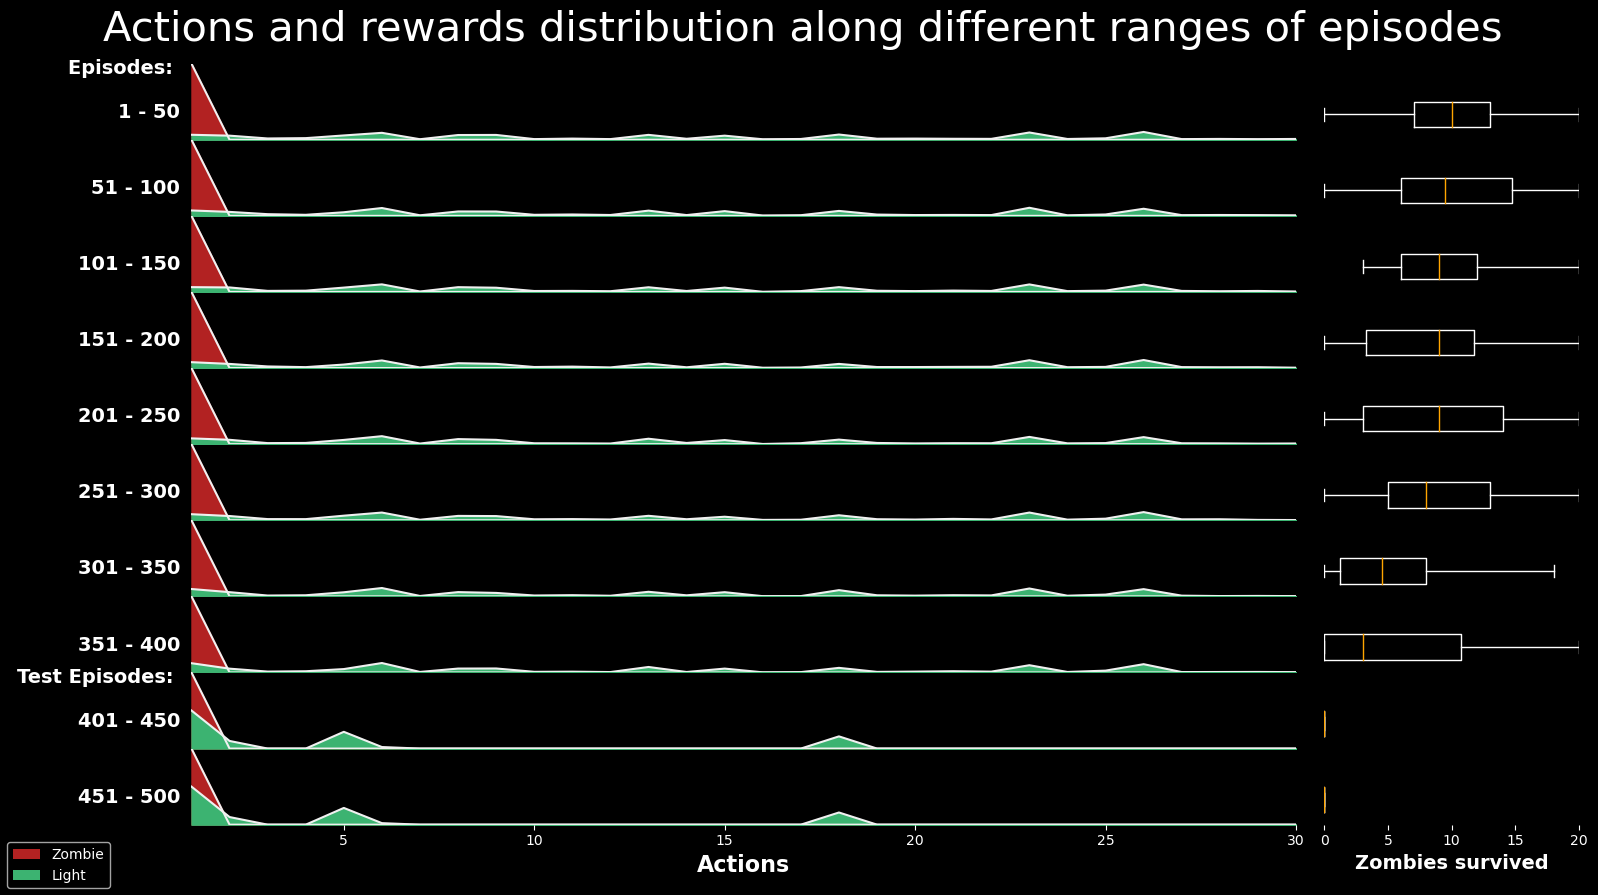 Actions and rewards distribution along different ranges of episodes
Episodes:
1 - 50
51 - 100
101 - 150
151 - 200
201 - 250
251 - 300
301 - 350
351 - 400
Test Episodes:
401 - 450
451 - 500
5 10 15 20 25 30
Actions
0 5 10 15 20
Zombies survived
Zombie
Light